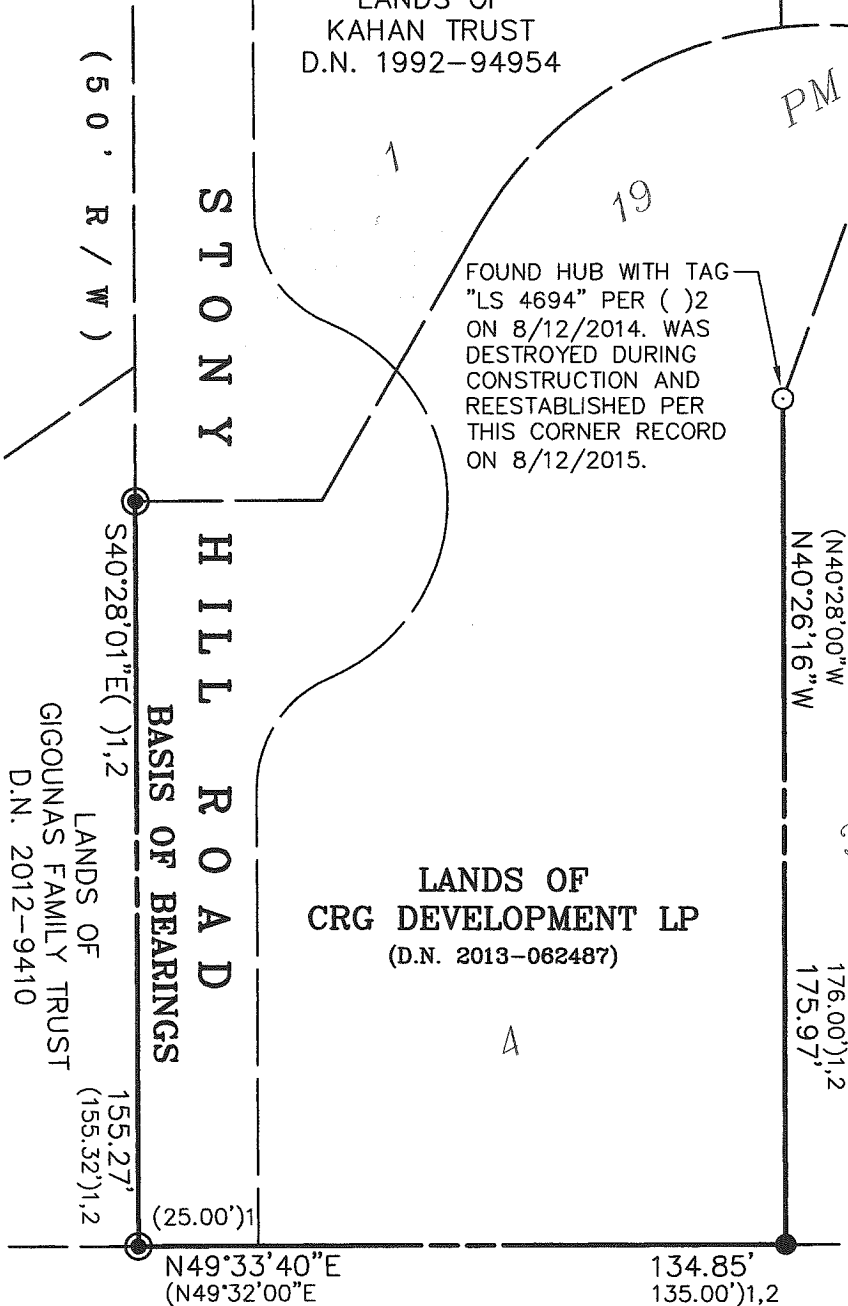 LANDS OF
KAHAN TRUST
D.N. 1992-94954
(50' R/W)
1
19
PM
STONY HILL ROAD
FOUND HUB WITH TAG
"LS 4694" PER ( )2
ON 8/12/2014. WAS
DESTROYED DURING
CONSTRUCTION AND
REESTABLISHED PER
THIS CORNER RECORD
ON 8/12/2015.
(N40°28'00"W
N40°26'16"W
S40°28'01"E( )1,2
BASIS OF BEARINGS
LANDS OF
GIGOUNAS FAMILY TRUST
D.N. 2012-9410
LANDS OF
CRG DEVELOPMENT LP
(D.N. 2013-062487)
4
176.00')1,2
175.97'
155.27'
(155.32')1,2
(25.00')1
N49°33'40"E
(N49°32'00"E
134.85'
135.00')1,2